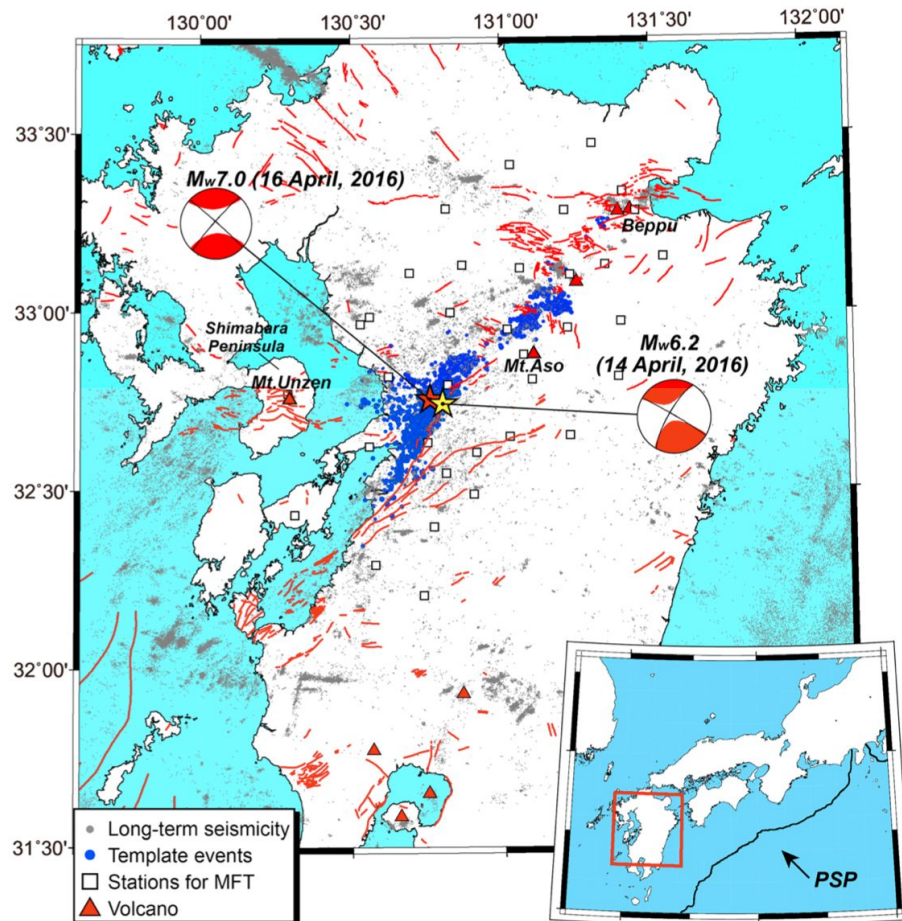 130˚00' 130˚30' 131˚00' 131˚30' 132˚00'
33˚30'
Mw7.0 (16 April, 2016)
Beppu
33˚00'
Shimabara
Peninsula
Mt.Unzen
Mt.Aso
Mw6.2
(14 April, 2016)
32˚30'
32˚00'
31˚30'
Long-term seismicity
Template events
Stations for MFT
Volcano
PSP